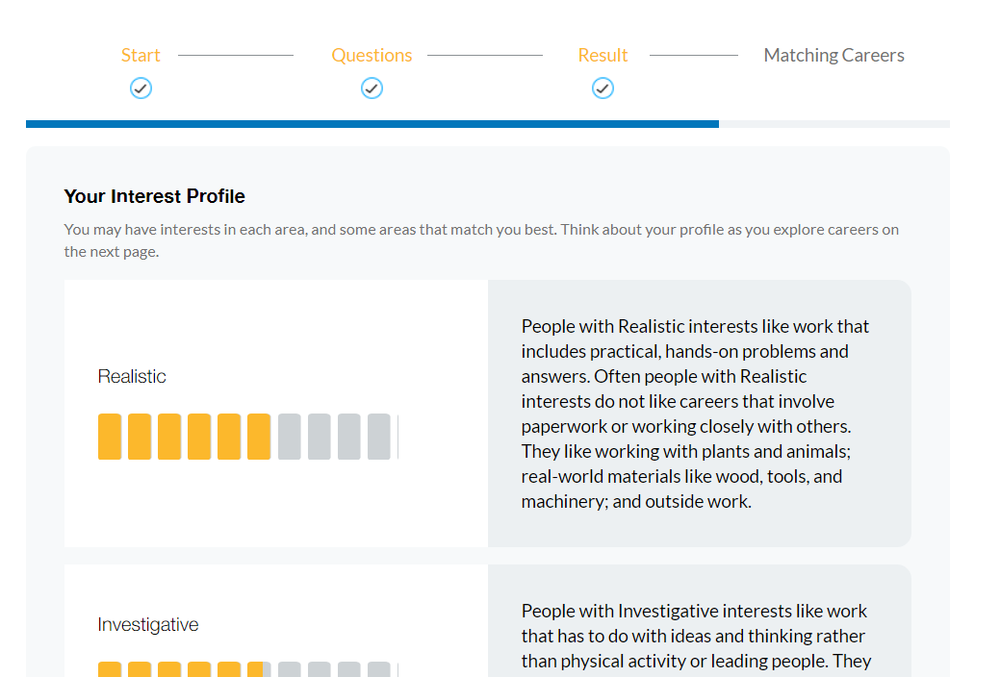 Start
Questions
Result
Matching Careers
Your Interest Profile
You may have interests in each area, and some areas that match you best. Think about your profile as you explore careers on
the next page.
Realistic
People with Realistic interests like work that
includes practical, hands-on problems and
answers. Often people with Realistic
interests do not like careers that involve
paperwork or working closely with others.
They like working with plants and animals;
real-world materials like wood, tools, and
machinery; and outside work.
Investigative
People with Investigative interests like work
that has to do with ideas and thinking rather
than physical activity or leading people. They